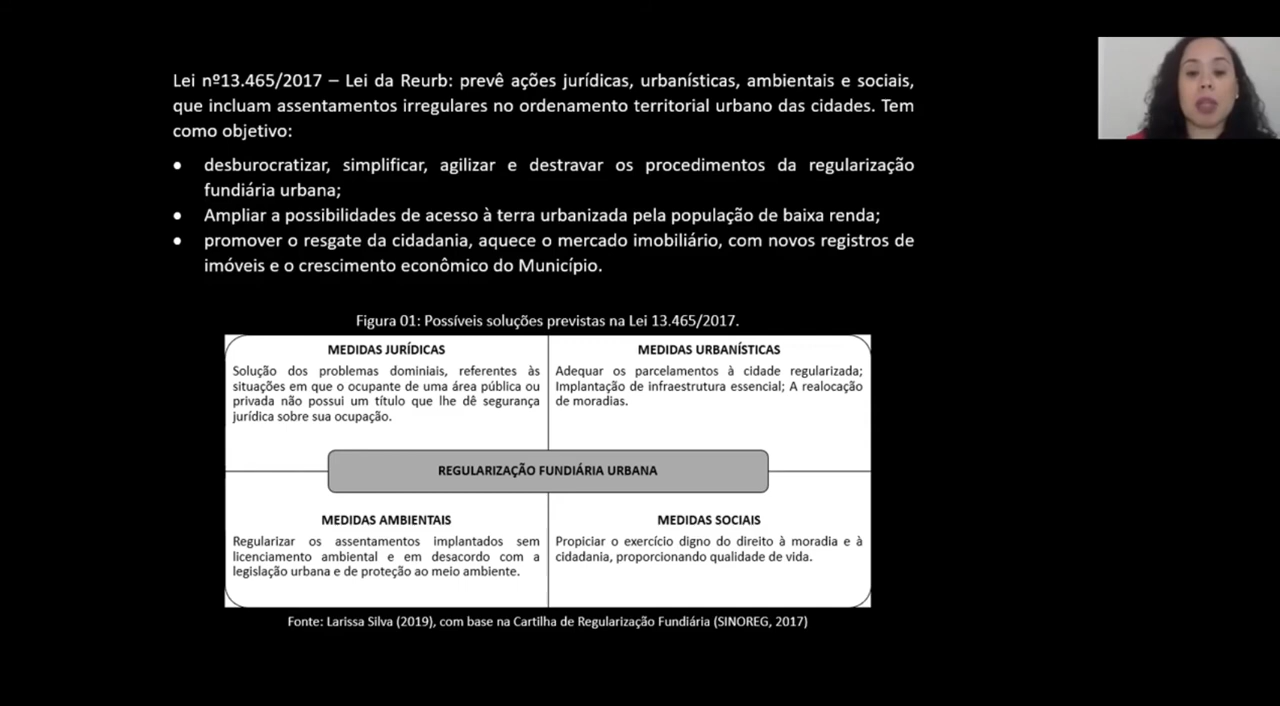 Lei nº13.465/2017 – Lei da Reurb: prevê ações jurídicas, urbanísticas, ambientais e sociais,
que incluam assentamentos irregulares no ordenamento territorial urbano das cidades. Tem
como objetivo:
• desburocratizar, simplificar, agilizar e destravar os procedimentos da regularização
fundiária urbana;
• Ampliar a possibilidades de acesso à terra urbanizada pela população de baixa renda;
• promover o resgate da cidadania, aquece o mercado imobiliário, com novos registros de
imóveis e o crescimento econômico do Município.
Figura 01: Possíveis soluções previstas na Lei 13.465/2017.
MEDIDAS JURÍDICAS
Solução dos problemas dominiais, referentes às
situações em que o ocupante de uma área pública ou
privada não possui um título que lhe dê segurança
jurídica sobre sua ocupação.
MEDIDAS URBANÍSTICAS
Adequar os parcelamentos à cidade regularizada;
Implantação de infraestrutura essencial; A realocação
de moradias.
REGULARIZAÇÃO FUNDIÁRIA URBANA
MEDIDAS AMBIENTAIS
Regularizar os assentamentos implantados sem
licenciamento ambiental e em desacordo com a
legislação urbana e de proteção ao meio ambiente.
MEDIDAS SOCIAIS
Propiciar o exercício digno do direito à moradia e à
cidadania, proporcionando qualidade de vida.
Fonte: Larissa Silva (2019), com base na Cartilha de Regularização Fundiária (SINOREG, 2017)